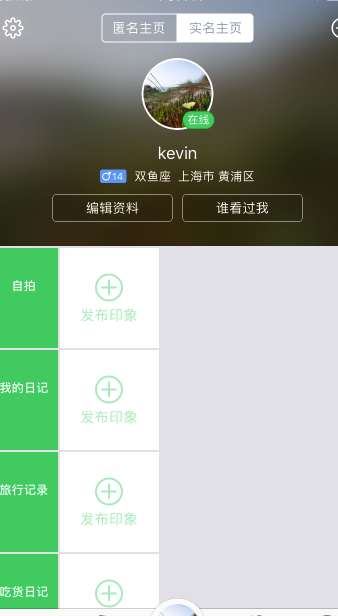 匿名主页 实名主页
在线
kevin
14 双鱼座 上海市 黄浦区
编辑资料 谁看过我
自拍
发布印象
我的日记
发布印象
旅行记录
发布印象
吃货日记